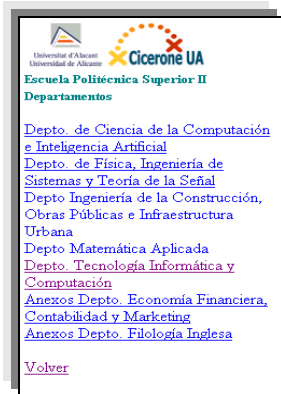 Universitat d'Alacant
Universidad de Alicante
Cicerone UA
Escuela Politécnica Superior II
Departamentos
Depto. de Ciencia de la Computación
e Inteligencia Artificial
Depto. de Física, Ingeniería de
Sistemas y Teoría de la Señal
Depto Ingeniería de la Construcción,
Obras Públicas e Infraestructura
Urbana
Depto Matemática Aplicada
Depto. Tecnología Informática y
Computación
Anexos Depto. Economía Financiera,
Contabilidad y Marketing
Anexos Depto. Filología Inglesa
Volver